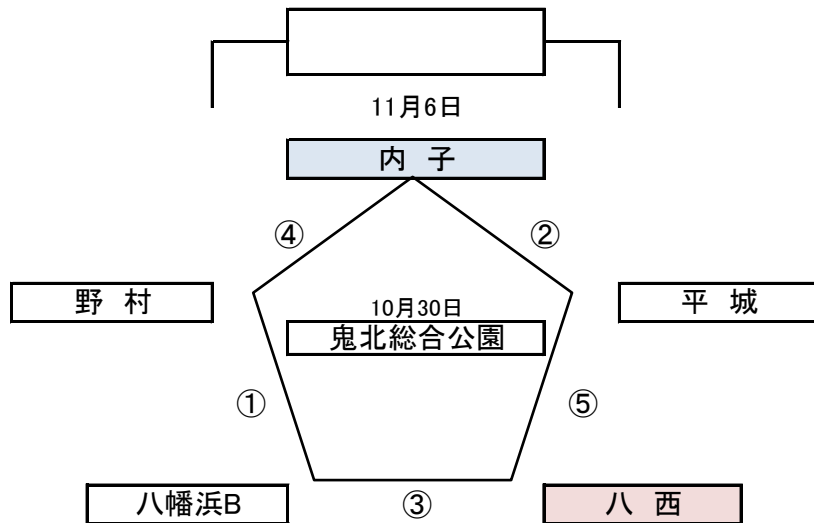 11月6日
内 子
④
②
野 村
10月30日
平 城
鬼北総合公園
①
⑤
八幡浜B
③
八 西